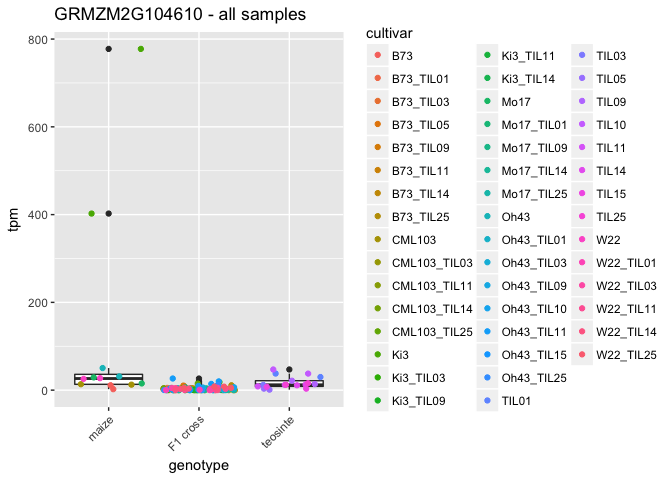 GRMZM2G104610 - all samples
800
600
400
200
0
tpm
maize
F1 cross
teosinte
genotype
cultivar
B73
B73_TIL01
B73_TIL03
B73_TIL05
B73_TIL09
B73_TIL11
B73_TIL14
B73_TIL25
CML103
CML103_TIL03
CML103_TIL11
CML103_TIL14
CML103_TIL25
Ki3
Ki3_TIL03
Ki3_TIL09
Ki3_TIL11
Ki3_TIL14
Mo17
Mo17_TIL01
Mo17_TIL09
Mo17_TIL14
Mo17_TIL25
Oh43
Oh43_TIL01
Oh43_TIL03
Oh43_TIL09
Oh43_TIL10
Oh43_TIL11
Oh43_TIL15
Oh43_TIL25
TIL01
TIL03
TIL05
TIL09
TIL10
TIL11
TIL14
TIL15
TIL25
W22
W22_TIL01
W22_TIL03
W22_TIL11
W22_TIL14
W22_TIL25